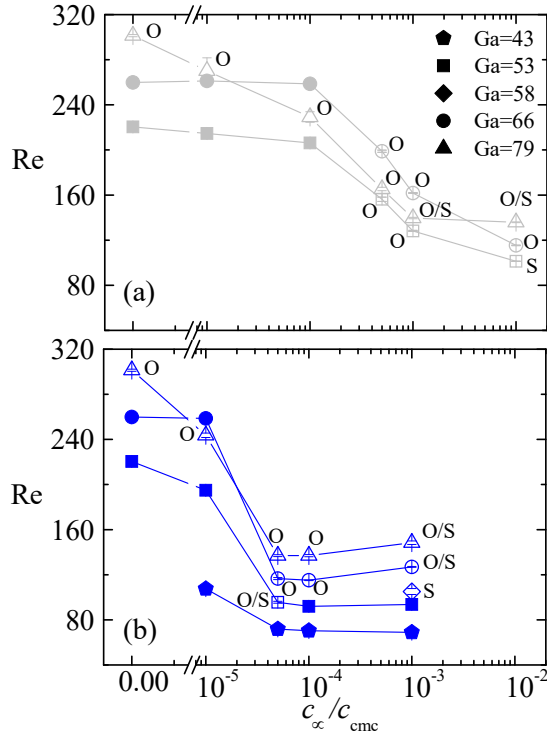 320
240
160
80
Re
O
O
O
O
O
O
O
O
O/S
O/S
O
S
Ga=43
Ga=53
Ga=58
Ga=66
Ga=79
(a)
320
240
160
80
Re
O
O
O
O
O/S
O
O
O/S
O/S
S
(b)
0.00 10⁻⁵ 10⁻⁴ 10⁻³ 10⁻²
c∞/ccmc